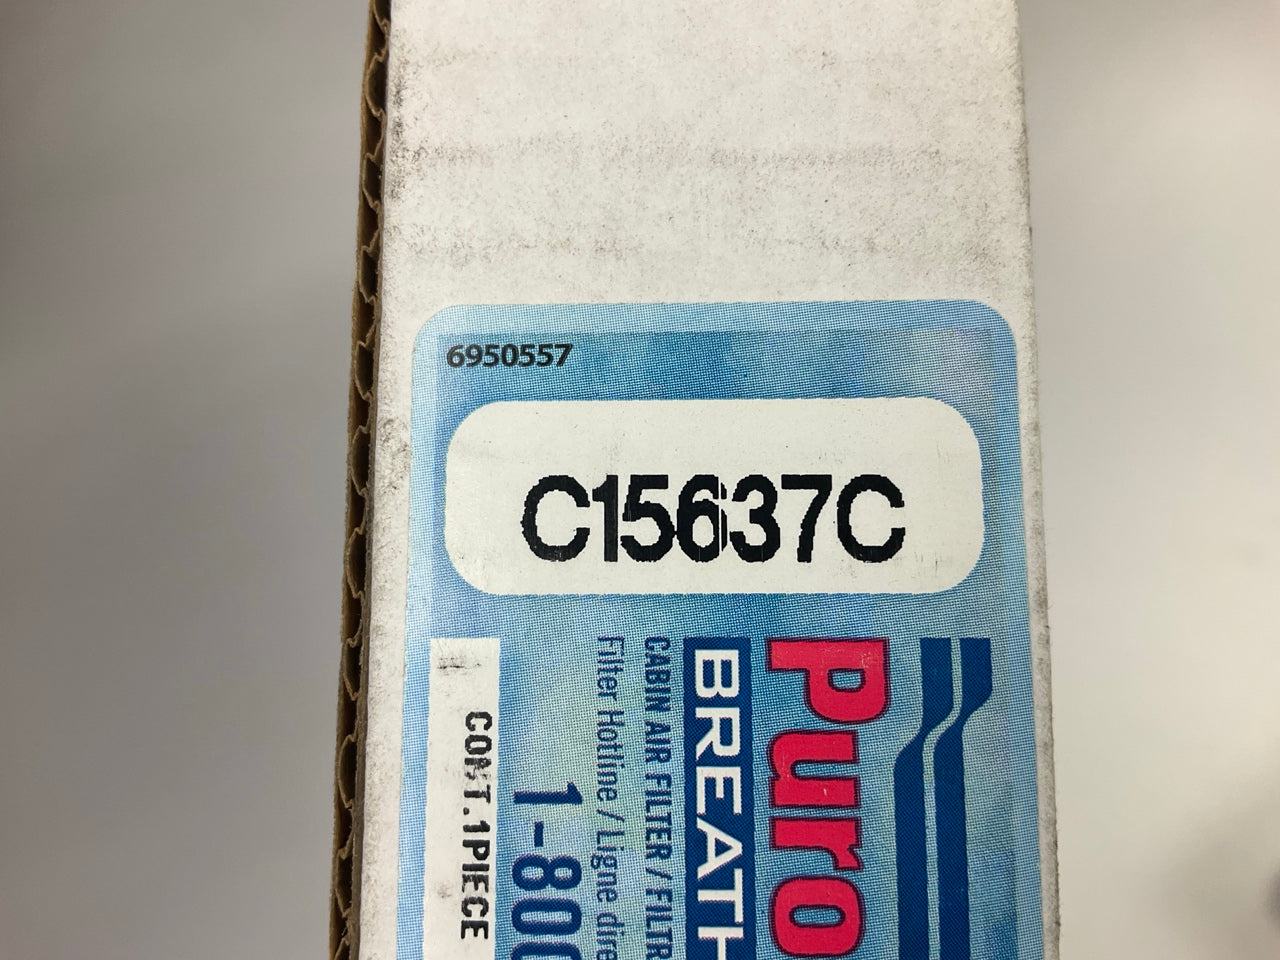 6950557
C15637C
Puro
BREATH
CABIN AIR FILTER / FILTR
Filter Hotline / Ligne dire
1-800
CONT.1PIECE